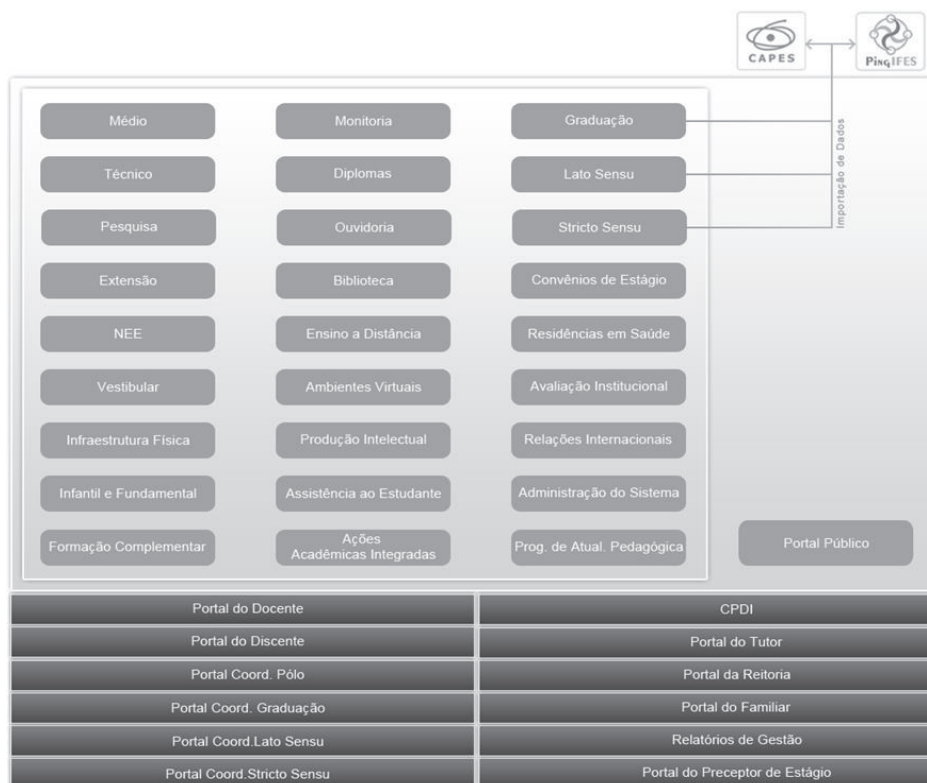 CAPES
PingIFES
Importação de Dados
Médio
Monitoria
Graduação
Técnico
Diplomas
Lato Sensu
Pesquisa
Ouvidoria
Stricto Sensu
Extensão
Biblioteca
Convênios de Estágio
NEE
Ensino a Distância
Residências em Saúde
Vestibular
Ambientes Virtuais
Avaliação Institucional
Infraestrutura Física
Produção Intelectual
Relações Internacionais
Infantil e Fundamental
Assistência ao Estudante
Administração do Sistema
Formação Complementar
Ações
Acadêmicas Integradas
Prog. de Atual. Pedagógica
Portal Público
Portal do Docente
CPDI
Portal do Discente
Portal do Tutor
Portal Coord. Pólo
Portal da Reitoria
Portal Coord. Graduação
Portal do Familiar
Portal Coord.Lato Sensu
Relatórios de Gestão
Portal Coord.Stricto Sensu
Portal do Preceptor de Estágio